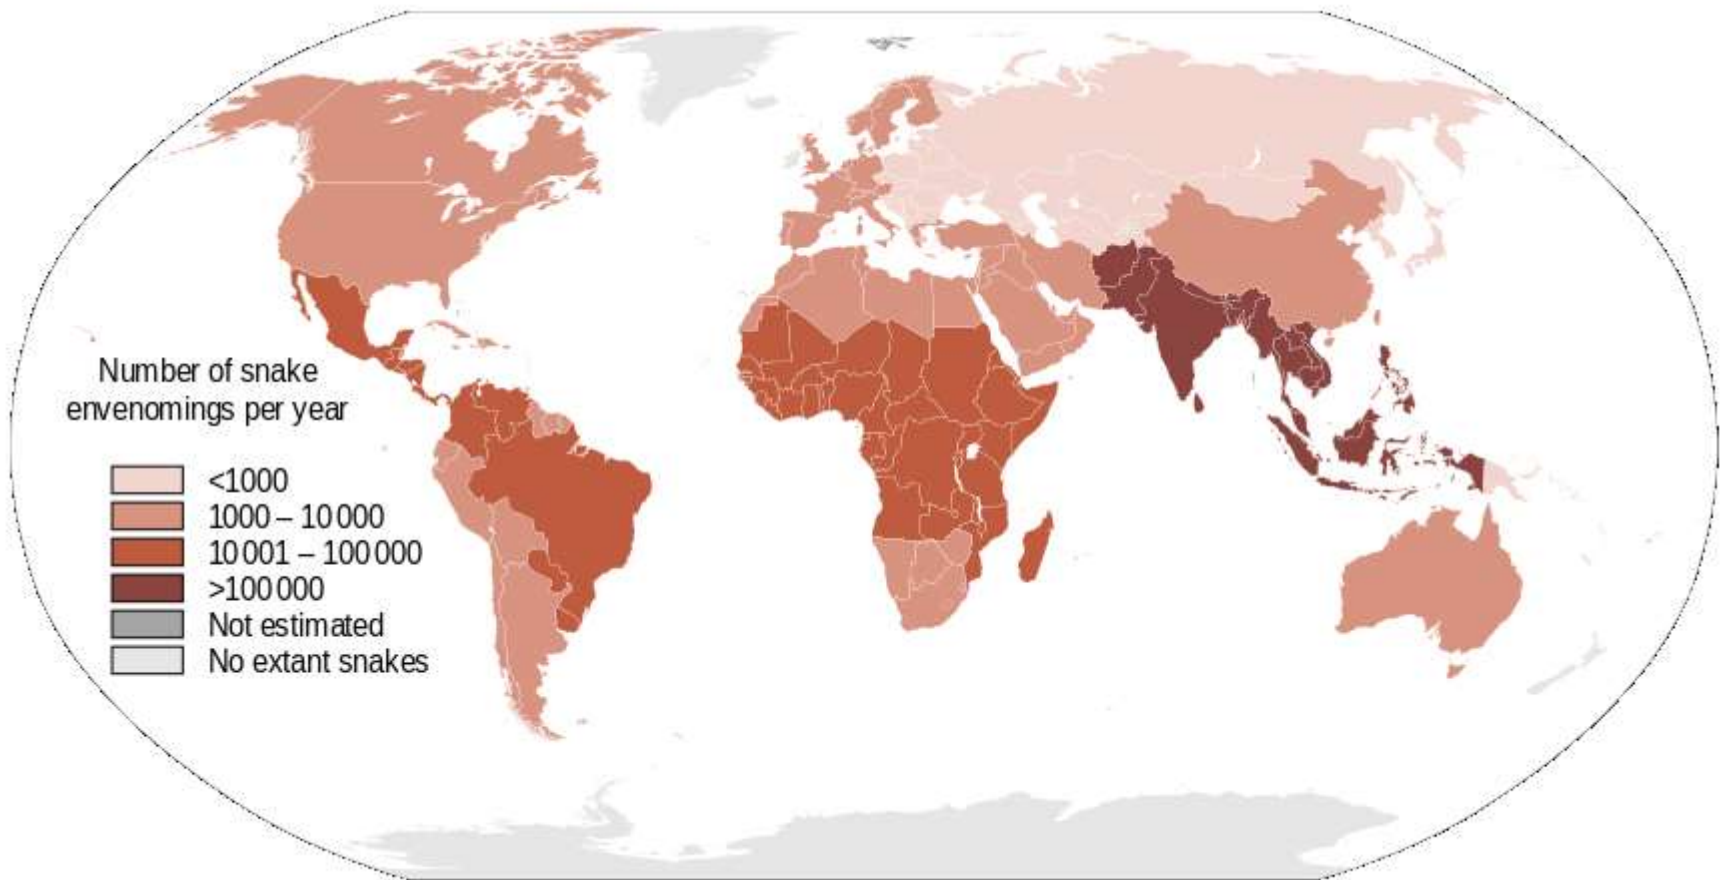 Number of snake
envenomings per year
<1000
1000 – 10 000
10 001 – 100 000
>100 000
Not estimated
No extant snakes